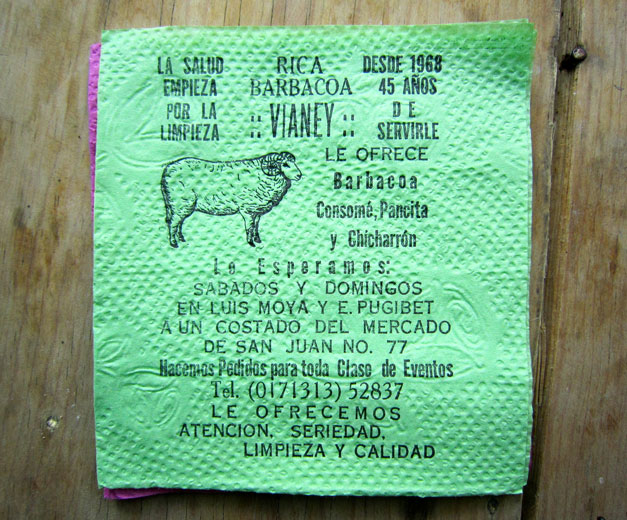 LA SALUD
EMPIEZA
POR LA
LIMPIEZA
RICA
BARBACOA
:: VIANEY ::
DESDE 1968
45 AÑOS
DE
SERVIRLE
LE OFRECE
Barbacoa
Consomé, Pancita
y Chicharrón
Le Esperamos:
SABADOS Y DOMINGOS
EN LUIS MOYA Y E. PUGIBET
A UN COSTADO DEL MERCADO
DE SAN JUAN NO. 77
Hacemos Pedidos para toda Clase de Eventos
Tel. (0171313) 52837
LE OFRECEMOS
ATENCION, SERIEDAD,
LIMPIEZA Y CALIDAD